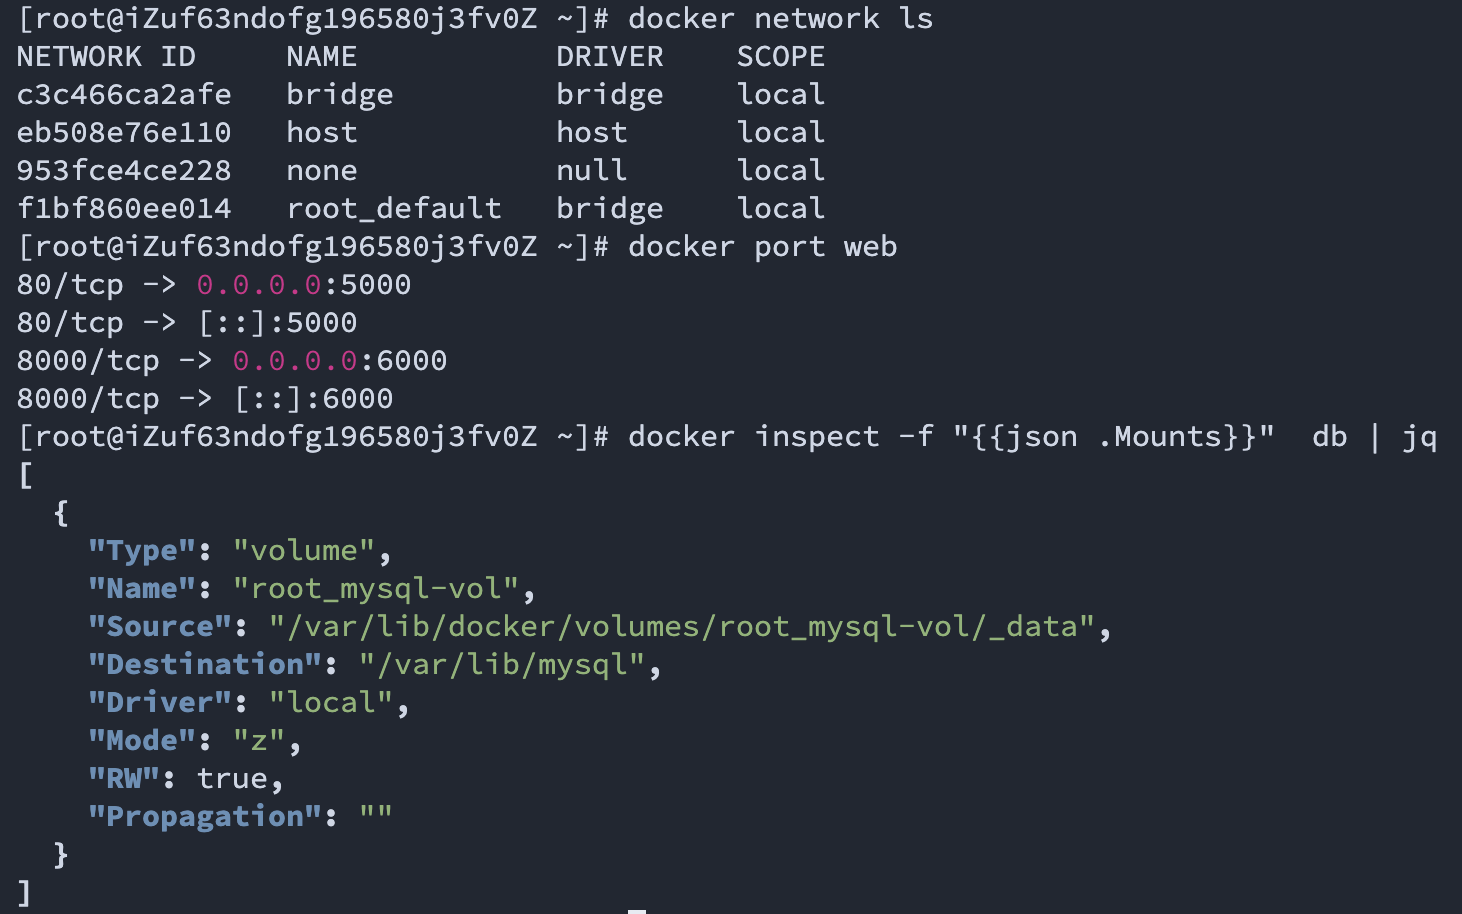 [root@iZuf63ndofg196580j3fv0Z ~]# docker network ls
NETWORK ID     NAME           DRIVER    SCOPE
c3c466ca2afe   bridge         bridge    local
eb508e76e110   host           host      local
953fce4ce228   none           null      local
f1bf860ee014   root_default   bridge    local
[root@iZuf63ndofg196580j3fv0Z ~]# docker port web
80/tcp -> 0.0.0.0:5000
80/tcp -> [::]:5000
8000/tcp -> 0.0.0.0:6000
8000/tcp -> [::]:6000
[root@iZuf63ndofg196580j3fv0Z ~]# docker inspect -f "{{json .Mounts}}"  db | jq
[
  {
    "Type": "volume",
    "Name": "root_mysql-vol",
    "Source": "/var/lib/docker/volumes/root_mysql-vol/_data",
    "Destination": "/var/lib/mysql",
    "Driver": "local",
    "Mode": "z",
    "RW": true,
    "Propagation": ""
  }
]